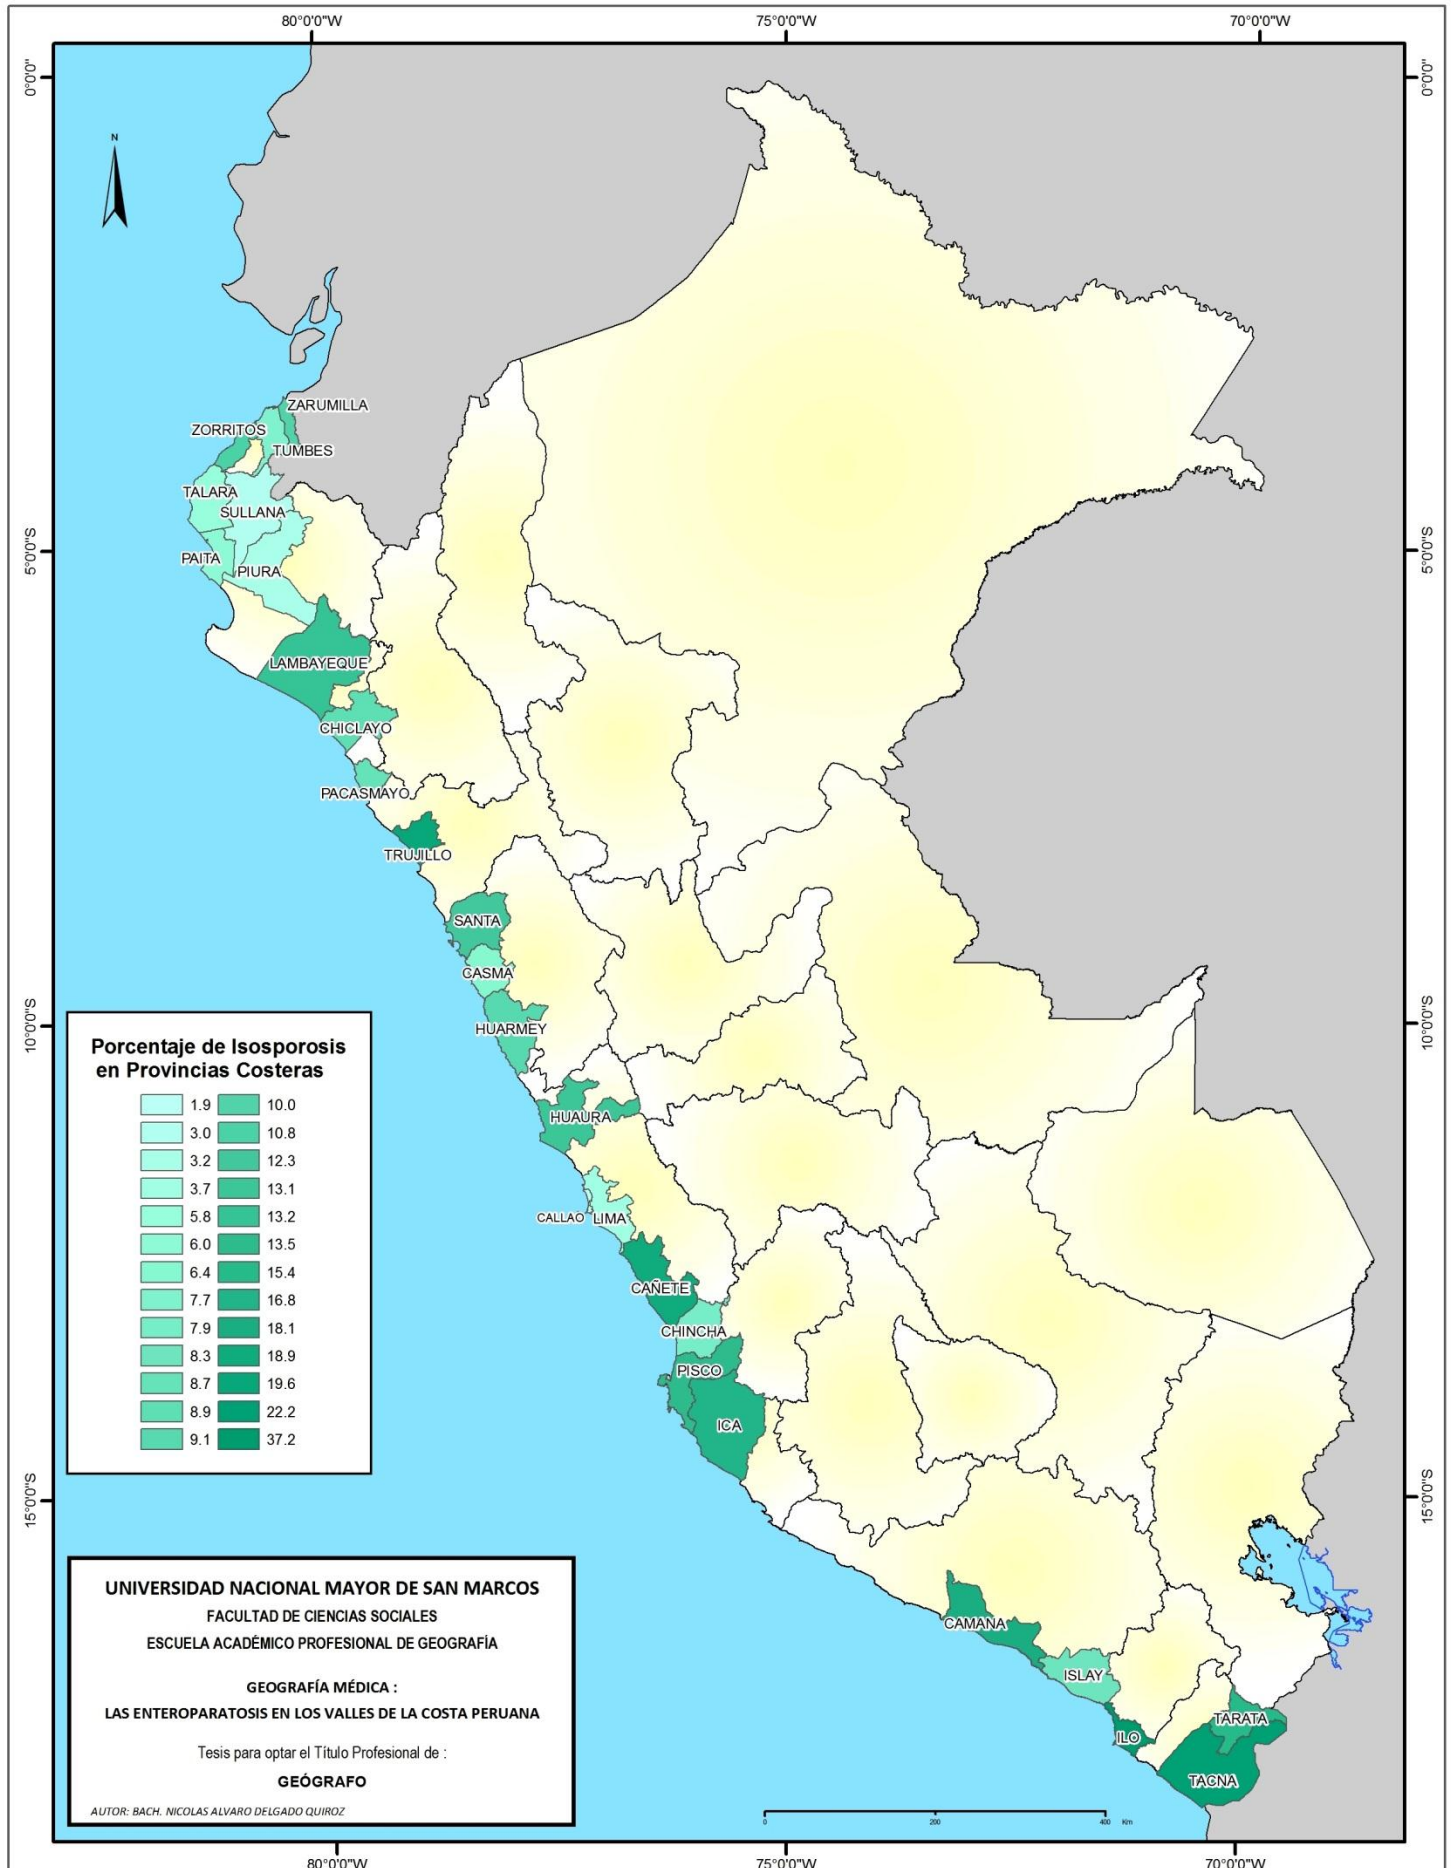 80°0'0"W
75°0'0"W
70°0'0"W
0°0'0"
0°0'0"
N
ZARUMILLA
ZORRITOS
TUMBES
TALARA
SULLANA
5°0'0"S
5°0'0"S
PAITA
PIURA
LAMBAYEQUE
CHICLAYO
PACASMAYO
TRUJILLO
SANTA
CASMA
HUARMEY
10°0'0"S
10°0'0"S
HUAURA
CALLAO
LIMA
CAÑETE
CHINCHA
PISCO
ICA
15°0'0"S
15°0'0"S
CAMANA
ISLAY
ILO
TARATA
TACNA
Porcentaje de Isosporosis
en Provincias Costeras
1.9 10.0
3.0 10.8
3.2 12.3
3.7 13.1
5.8 13.2
6.0 13.5
6.4 15.4
7.7 16.8
7.9 18.1
8.3 18.9
8.7 19.6
8.9 22.2
9.1 37.2
UNIVERSIDAD NACIONAL MAYOR DE SAN MARCOS
FACULTAD DE CIENCIAS SOCIALES
ESCUELA ACADÉMICO PROFESIONAL DE GEOGRAFÍA
GEOGRAFÍA MÉDICA :
LAS ENTEROPARATOSIS EN LOS VALLES DE LA COSTA PERUANA
Tesis para optar el Título Profesional de :
GEÓGRAFO
AUTOR: BACH. NICOLAS ALVARO DELGADO QUIROZ
0 200 400 Km
80°0'0"W
75°0'0"W
70°0'0"W